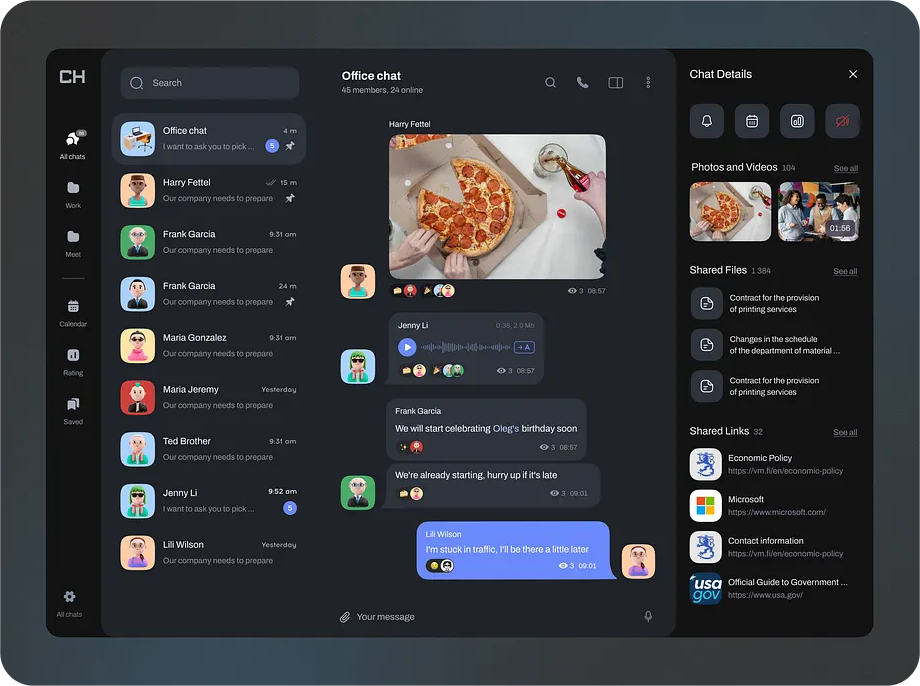 CH
99
All chats
Work
Meet
Calendar
Rating
Saved
All chats
Search
Office chat
4 m
I want to ask you to pick ...
5
Harry Fettel
15 m
Our company needs to prepare
Frank Garcia
9:31 am
Our company needs to prepare
Frank Garcia
24 m
Our company needs to prepare
Maria Gonzalez
9:31 am
Our company needs to prepare
Maria Jeremy
Yesterday
Our company needs to prepare
Ted Brother
9:31 am
Our company needs to prepare
Jenny Li
9:52 am
I want to ask you to pick ...
5
Lili Wilson
Yesterday
Our company needs to prepare
Office chat
45 members, 24 online
Harry Fettel
3 08:57
Jenny Li
0:36, 2.0 Mb
→ A
3 08:57
Frank Garcia
We will start celebrating Oleg's birthday soon
3 08:57
We're already starting, hurry up if it's late
3 09:01
Lili Wilson
I'm stuck in traffic, I'll be there a little later
3 09:01
Your message
Chat Details
Photos and Videos 104
See all
01:56
Shared Files 1 384
See all
Contract for the provision
of printing services
Changes in the schedule
of the department of material ...
Contract for the provision
of printing services
Shared Links 32
See all
Economic Policy
https://vm.fi/en/economic-policy
Microsoft
https://www.microsoft.com/
Contact information
https://vm.fi/en/economic-policy
usa
gov
Official Guide to Government ...
https://www.usa.gov/